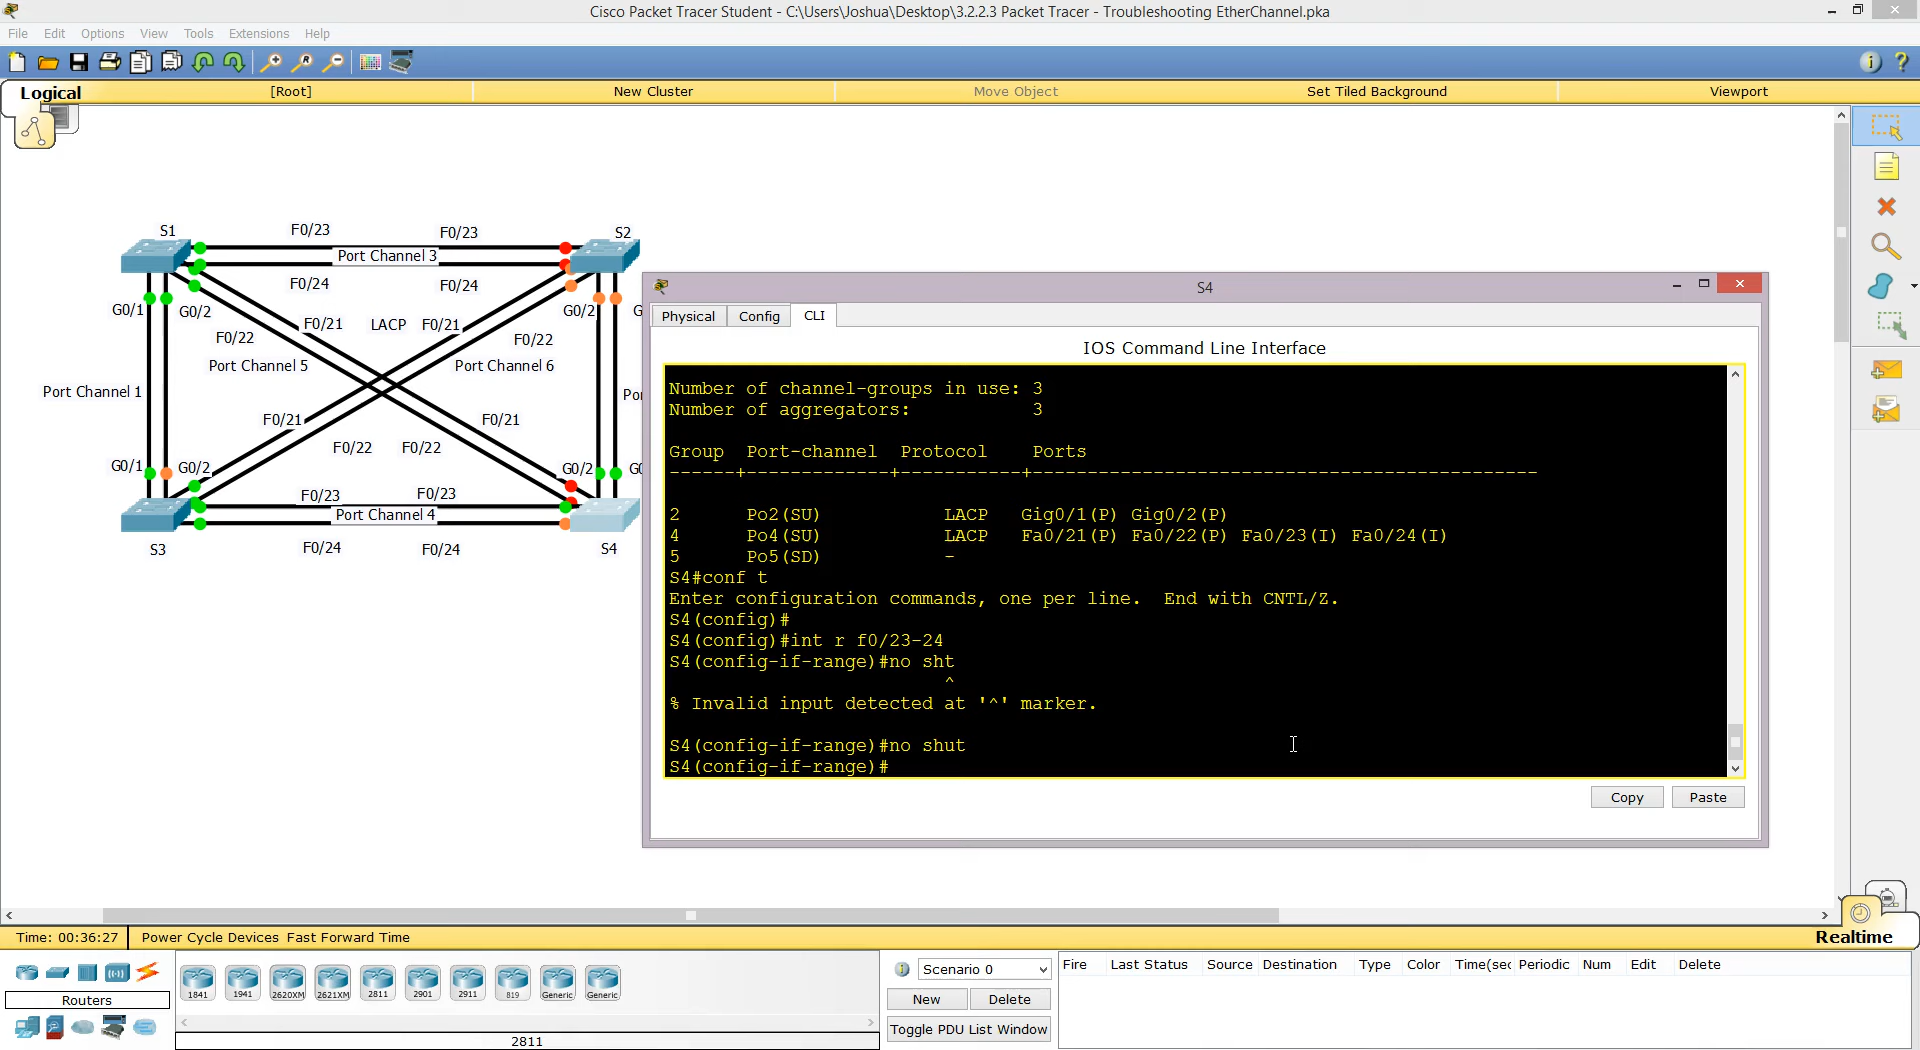 Cisco Packet Tracer Student - C:\Users\Joshua\Desktop\3.2.2.3 Packet Tracer - Troubleshooting EtherChannel.pka
File Edit Options View Tools Extensions Help
Logical [Root] New Cluster Move Object Set Tiled Background Viewport
S1 F0/23 F0/23 S2
Port Channel 3
F0/24 F0/24
G0/1 G0/2 G0/2 G
F0/21 LACP F0/21
F0/22 F0/22
Port Channel 5 Port Channel 6
Port Channel 1 Po
F0/21 F0/21
F0/22 F0/22
G0/1 G0/2 G0/2 G0
F0/23 F0/23
Port Channel 4
S3 F0/24 F0/24 S4
S4
Physical Config CLI
IOS Command Line Interface
Number of channel-groups in use: 3
Number of aggregators: 3
Group Port-channel Protocol Ports
------+-------------+-----------+----------------------------------------------
2 Po2(SU) LACP Gig0/1(P) Gig0/2(P)
4 Po4(SU) LACP Fa0/21(P) Fa0/22(P) Fa0/23(I) Fa0/24(I)
5 Po5(SD) -
S4#conf t
Enter configuration commands, one per line. End with CNTL/Z.
S4(config)#
S4(config)#int r f0/23-24
S4(config-if-range)#no sht
^
% Invalid input detected at '^' marker.
S4(config-if-range)#no shut
S4(config-if-range)#
Copy Paste
Time: 00:36:27 Power Cycle Devices Fast Forward Time Realtime
Routers
1841 1941 2620XM 2621XM 2811 2901 2911 819 Generic Generic
2811
Scenario 0
New Delete
Toggle PDU List Window
Fire Last Status Source Destination Type Color Time(sec Periodic Num Edit Delete